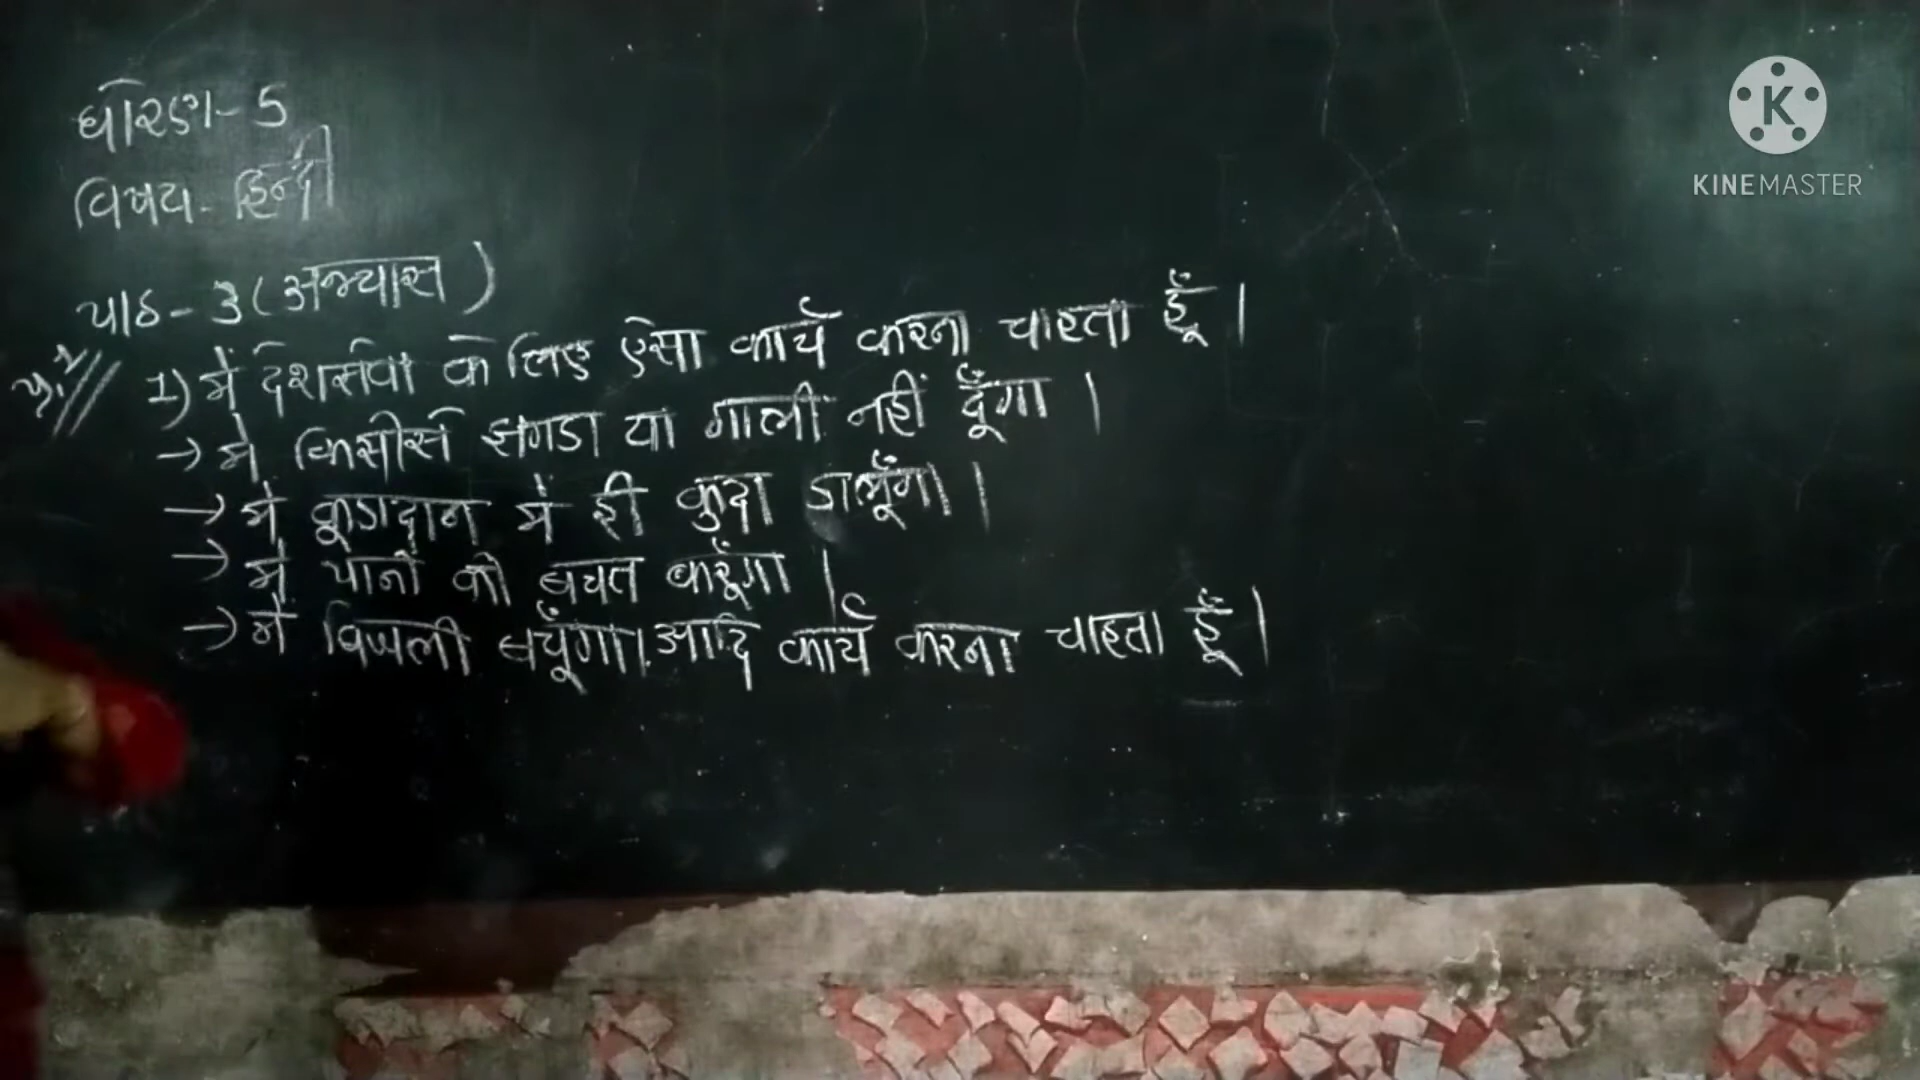 धोरण - 5
विषय - हिन्दी
पाठ - 3 (अभ्यास)
प्र.1 1) में देशसेवा के लिए ऐसा कार्य करना चाहता हूँ ।
→ मे किसीसे झगडा या गाली नहीं दूँगा ।
→ में कूडादान में ही कुदा डालूँगा ।
→ में पानी की बचत करूँगा ।
→ में बिजली बचूँगा। आदि कार्य करना चाहता हूँ ।
KINEMASTER